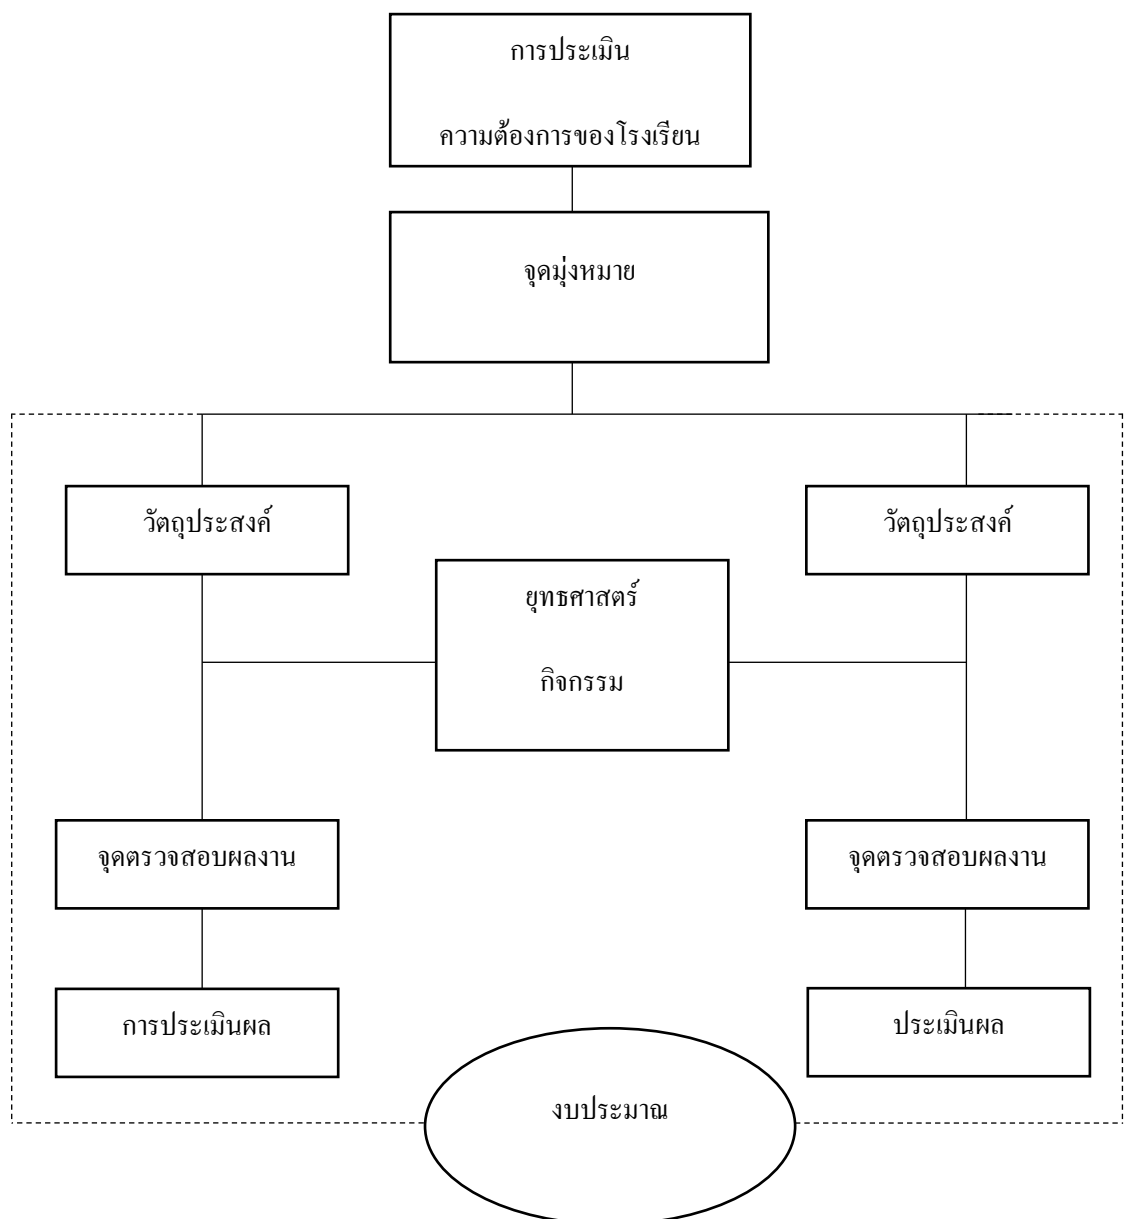 การประเมิน
ความต้องการของโรงเรียน
จุดมุ่งหมาย
วัตถุประสงค์
วัตถุประสงค์
ยุทธศาสตร์
กิจกรรม
จุดตรวจสอบผลงาน
จุดตรวจสอบผลงาน
การประเมินผล
ประเมินผล
งบประมาณ